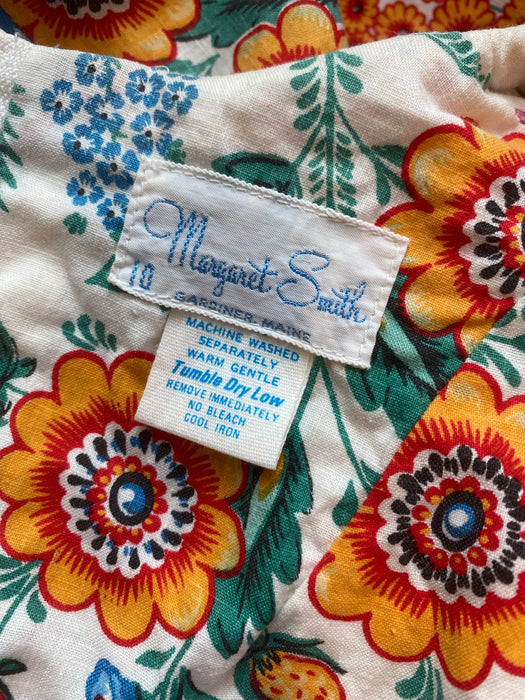 Margaret Smith
10
GARDINER, MAINE
MACHINE WASHED
SEPARATELY
WARM GENTLE
Tumble Dry Low
REMOVE IMMEDIATELY
NO BLEACH
COOL IRON